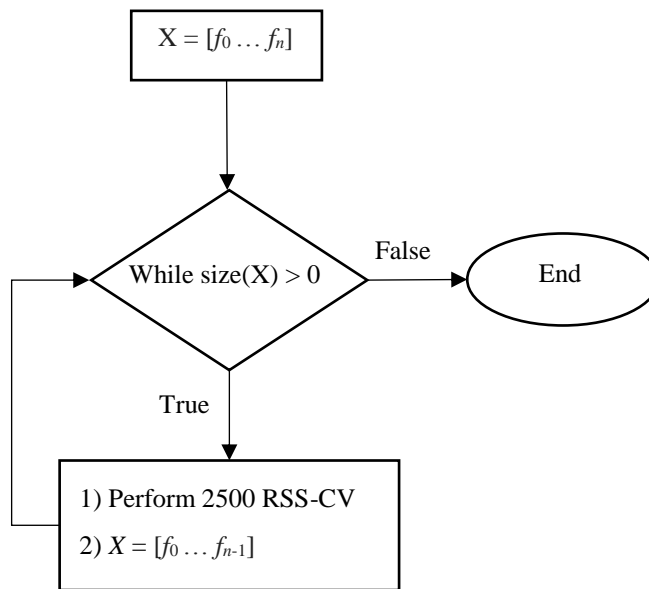 X = [f₀ … fₙ]
While size(X) > 0
False
End
True
1) Perform 2500 RSS-CV
2) X = [f₀ … fₙ₋₁]